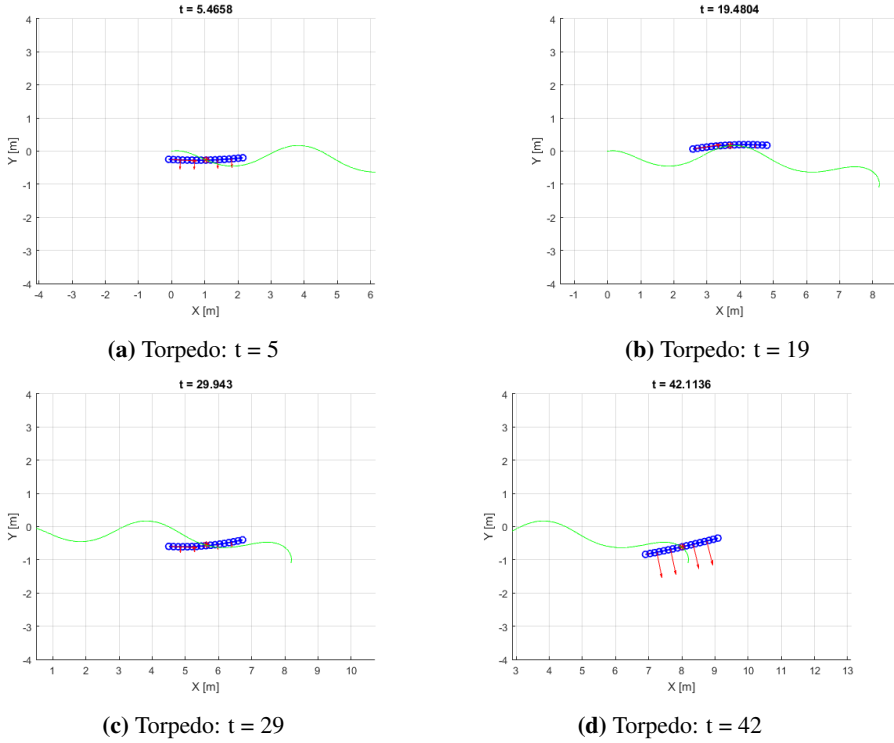 t = 5.4658
4
3
2
1
0
-1
-2
-3
-4
Y [m]
-4 -3 -2 -1 0 1 2 3 4 5 6
X [m]
(a) Torpedo: t = 5
t = 19.4804
4
3
2
1
0
-1
-2
-3
-4
Y [m]
-1 0 1 2 3 4 5 6 7 8
X [m]
(b) Torpedo: t = 19
t = 29.943
4
3
2
1
0
-1
-2
-3
-4
Y [m]
1 2 3 4 5 6 7 8 9 10
X [m]
(c) Torpedo: t = 29
t = 42.1136
4
3
2
1
0
-1
-2
-3
-4
Y [m]
3 4 5 6 7 8 9 10 11 12 13
X [m]
(d) Torpedo: t = 42